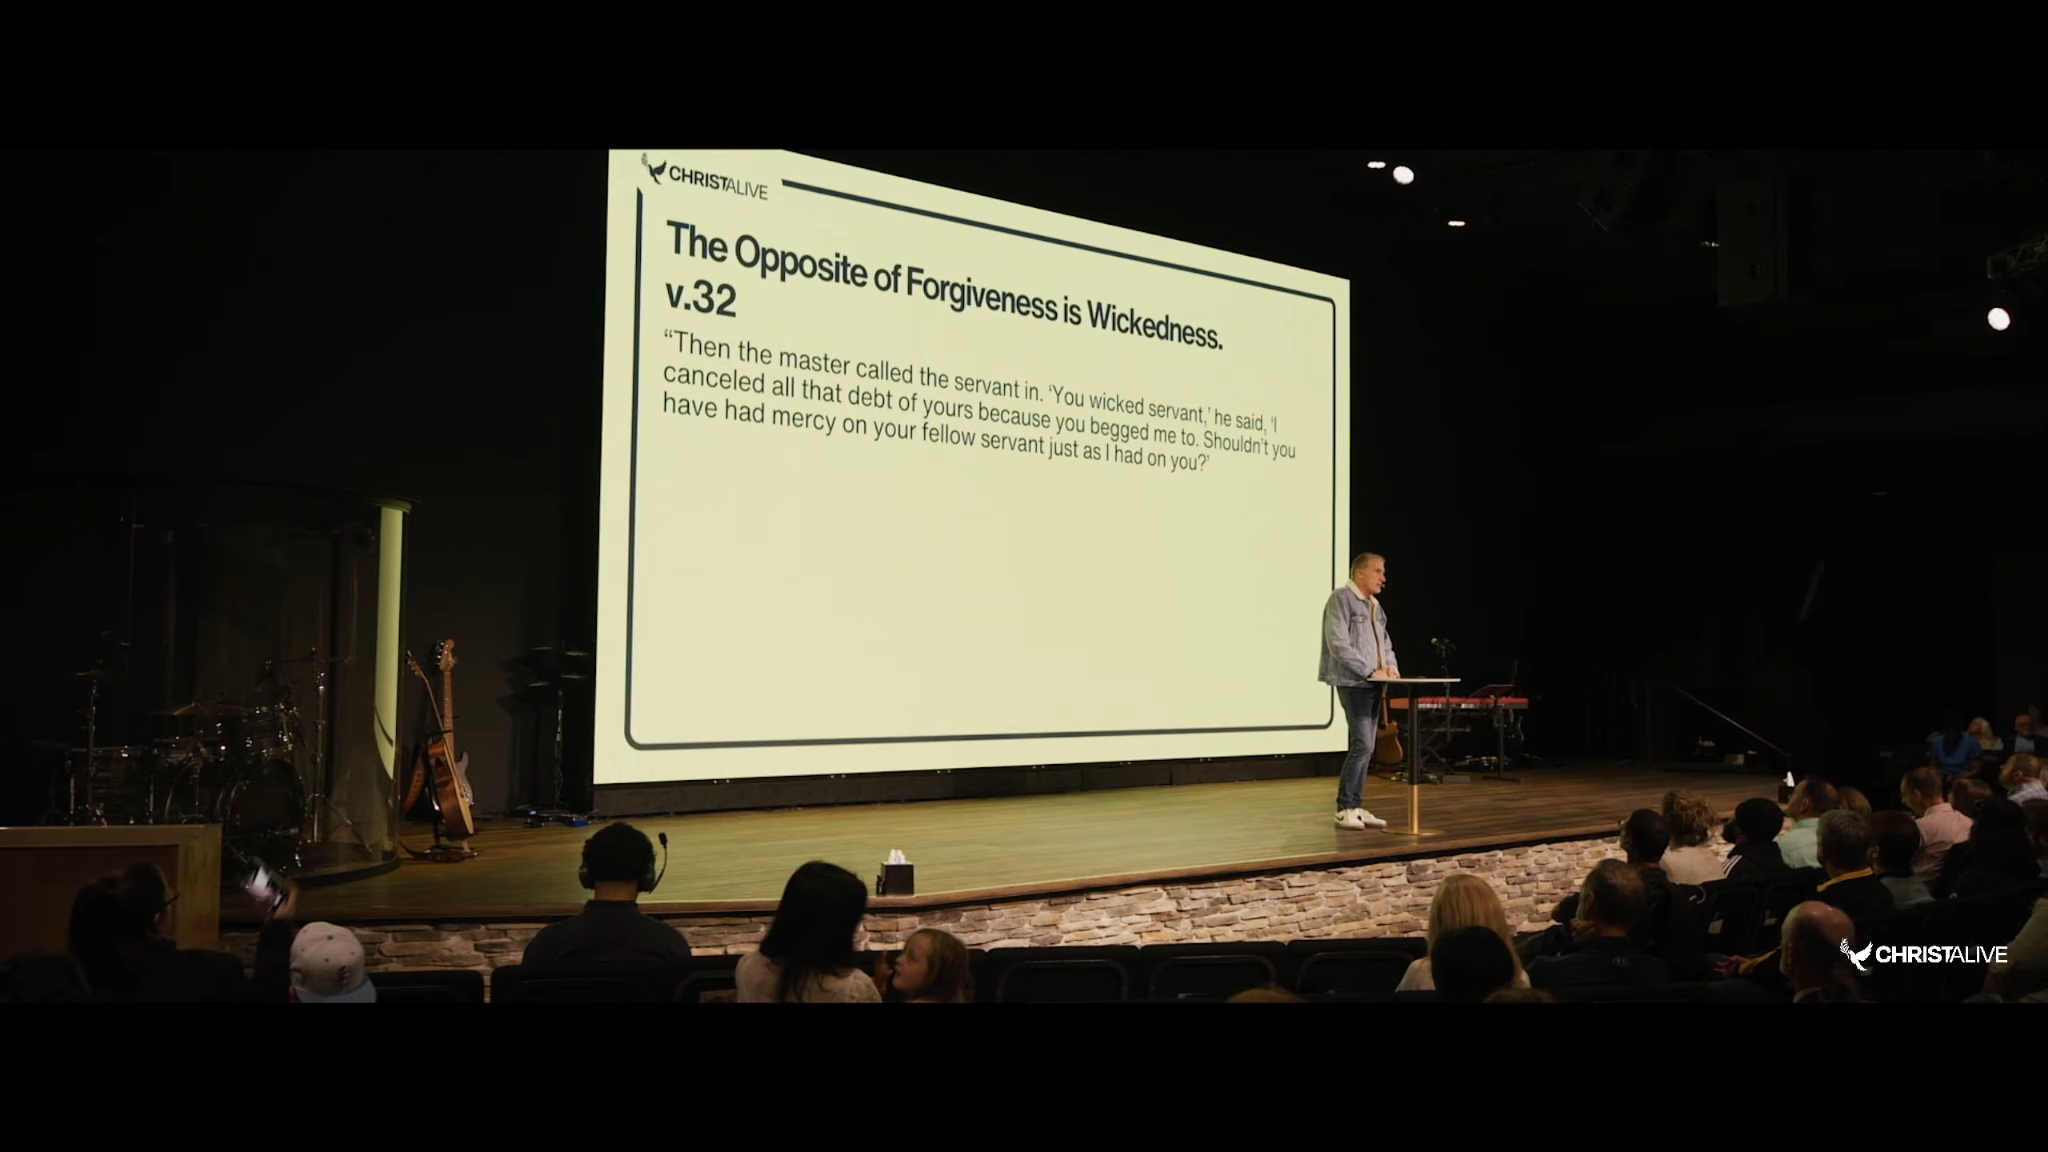 CHRISTALIVE
The Opposite of Forgiveness is Wickedness.
v.32
“Then the master called the servant in. ‘You wicked servant,’ he said, ‘I
canceled all that debt of yours because you begged me to. Shouldn’t you
have had mercy on your fellow servant just as I had on you?’
CHRISTALIVE